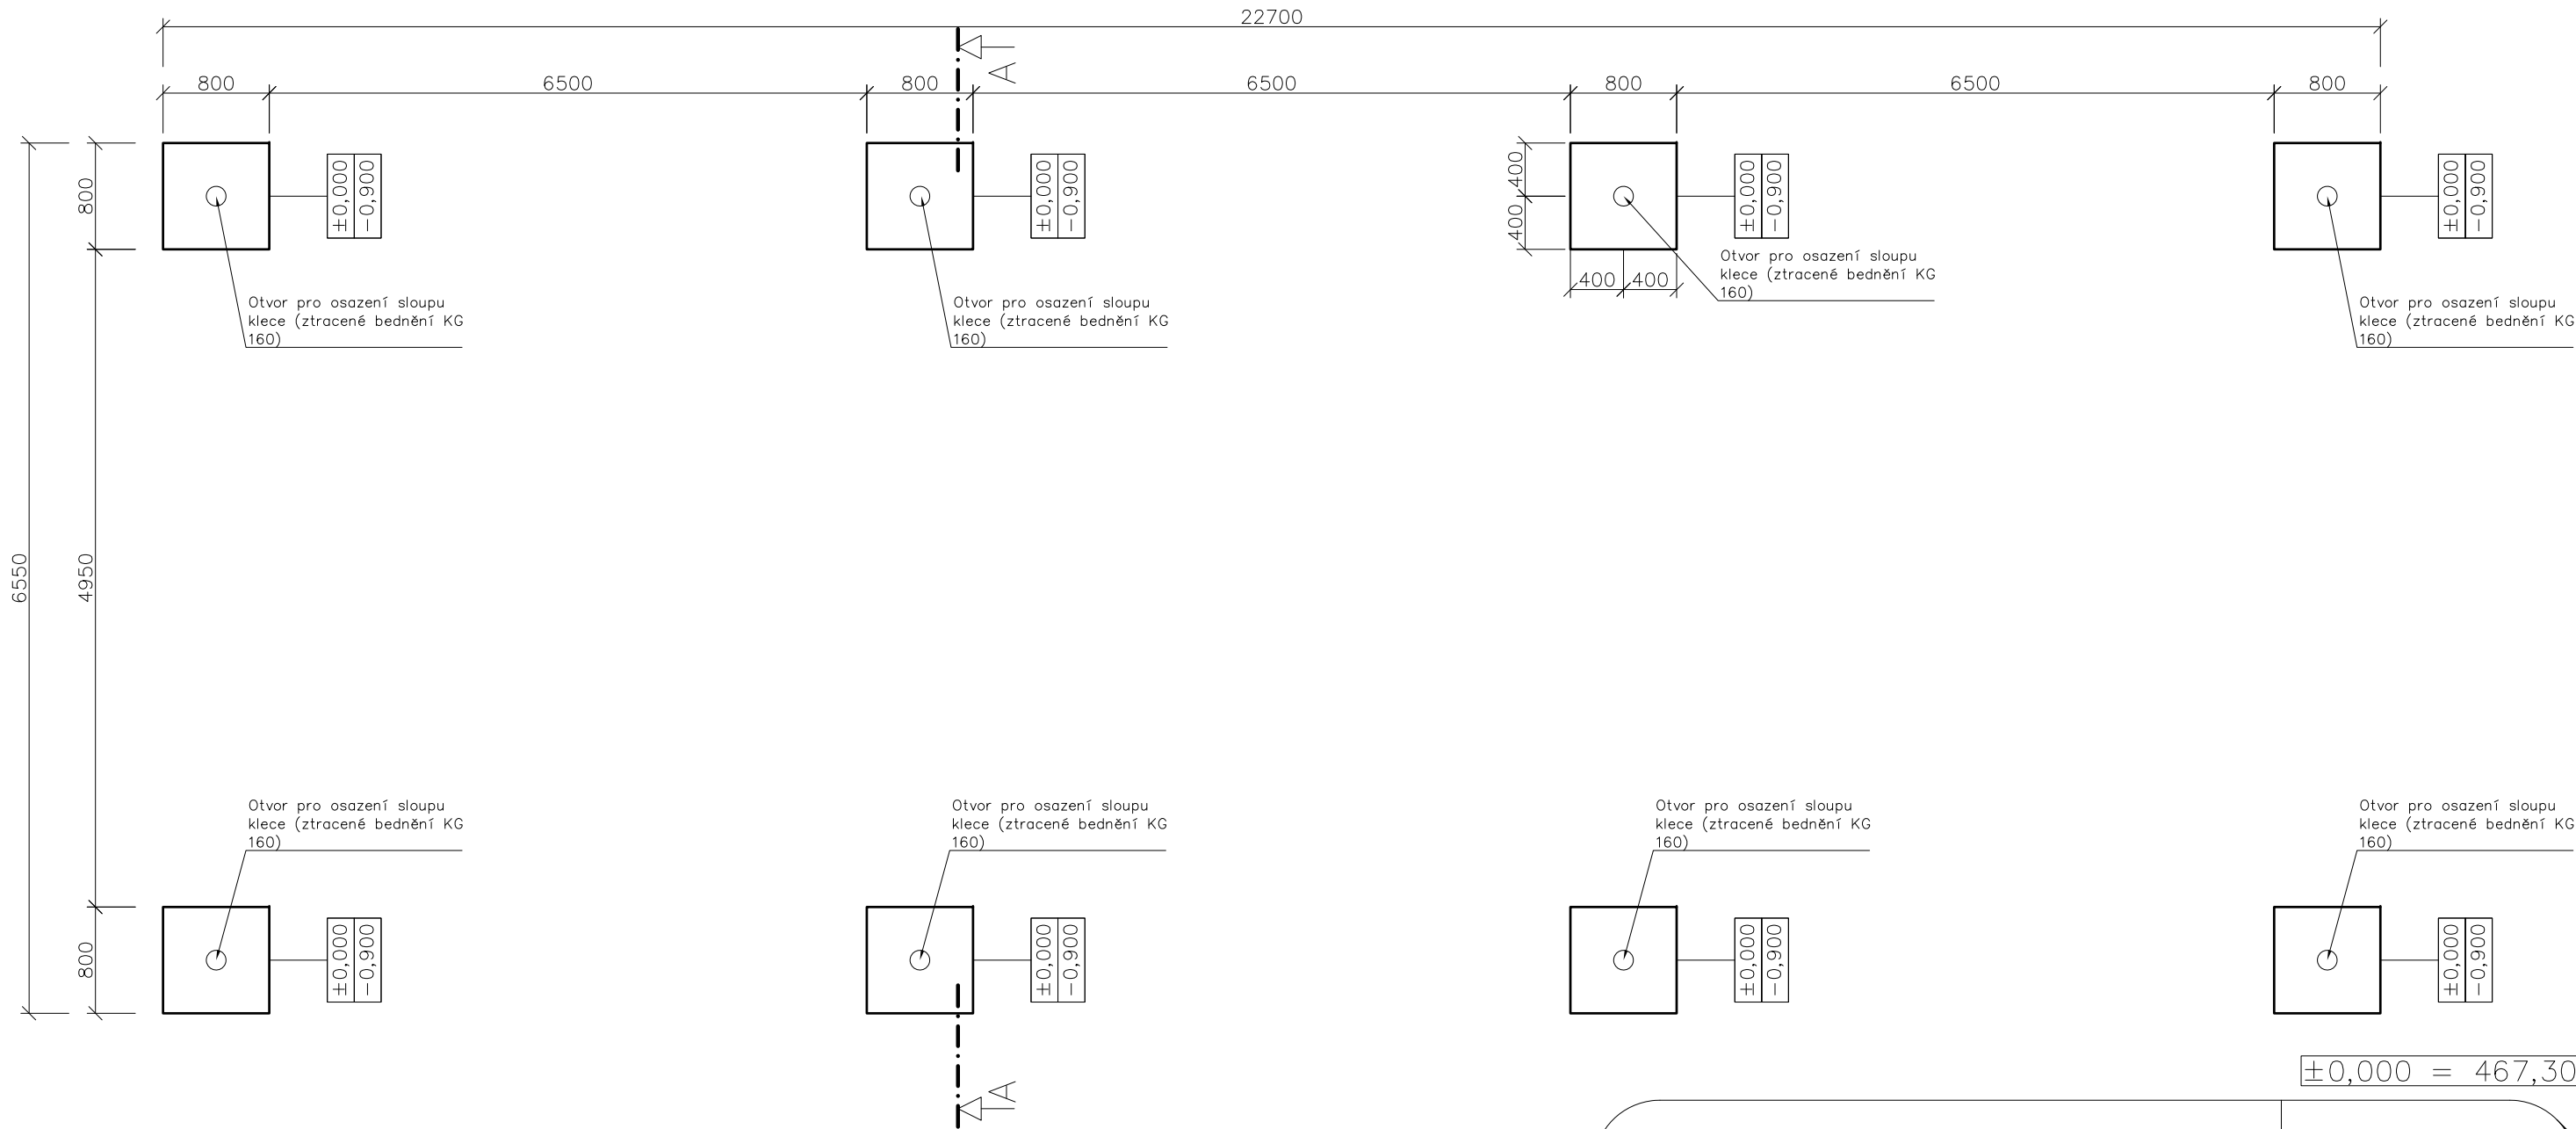 22700
800
6500
800
6500
800
6500
800
A
800
4950
800
6550
±0,000
-0,900
±0,000
-0,900
400
400
400
400
±0,000
-0,900
±0,000
-0,900
Otvor pro osazení sloupu
klece (ztracené bednění KG
160)
Otvor pro osazení sloupu
klece (ztracené bednění KG
160)
Otvor pro osazení sloupu
klece (ztracené bednění KG
160)
Otvor pro osazení sloupu
klece (ztracené bednění KG
160)
Otvor pro osazení sloupu
klece (ztracené bednění KG
160)
Otvor pro osazení sloupu
klece (ztracené bednění KG
160)
Otvor pro osazení sloupu
klece (ztracené bednění KG
160)
Otvor pro osazení sloupu
klece (ztracené bednění KG
160)
±0,000
-0,900
±0,000
-0,900
±0,000
-0,900
±0,000
-0,900
±0,000 = 467,30
A